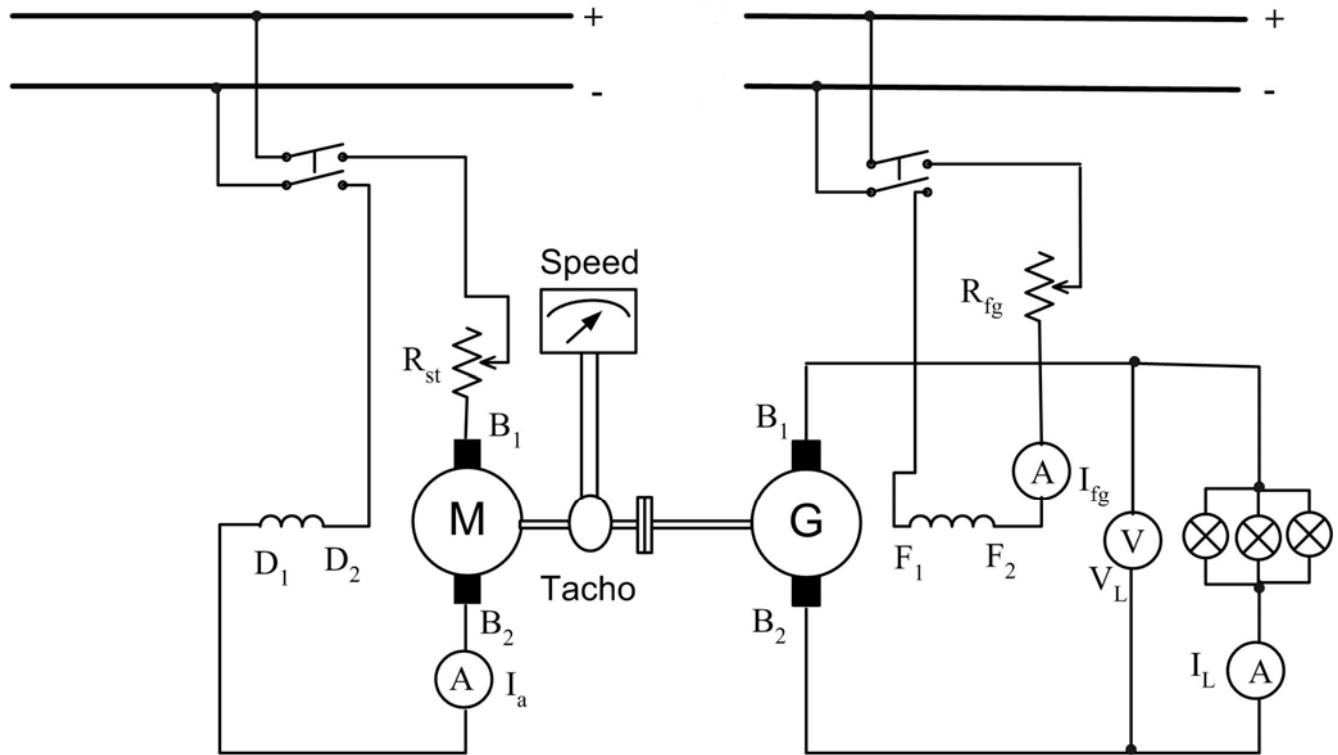 +
+
-
-
Speed
R_fg
R_st
B_1
B_1
A
I_fg
M
G
V
D_1
D_2
F_1
F_2
V_L
Tacho
B_2
B_2
A
I_a
I_L
A